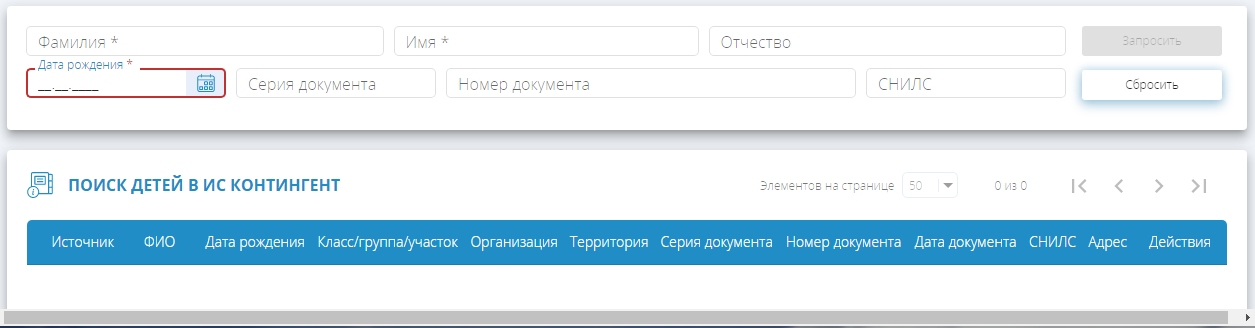 Фамилия * Имя * Отчество Запросить
Дата рождения *
__.__.____ Серия документа Номер документа СНИЛС Сбросить
ПОИСК ДЕТЕЙ В ИС КОНТИНГЕНТ Элементов на странице 50 0 из 0
Источник ФИО Дата рождения Класс/группа/участок Организация Территория Серия документа Номер документа Дата документа СНИЛС Адрес Действия